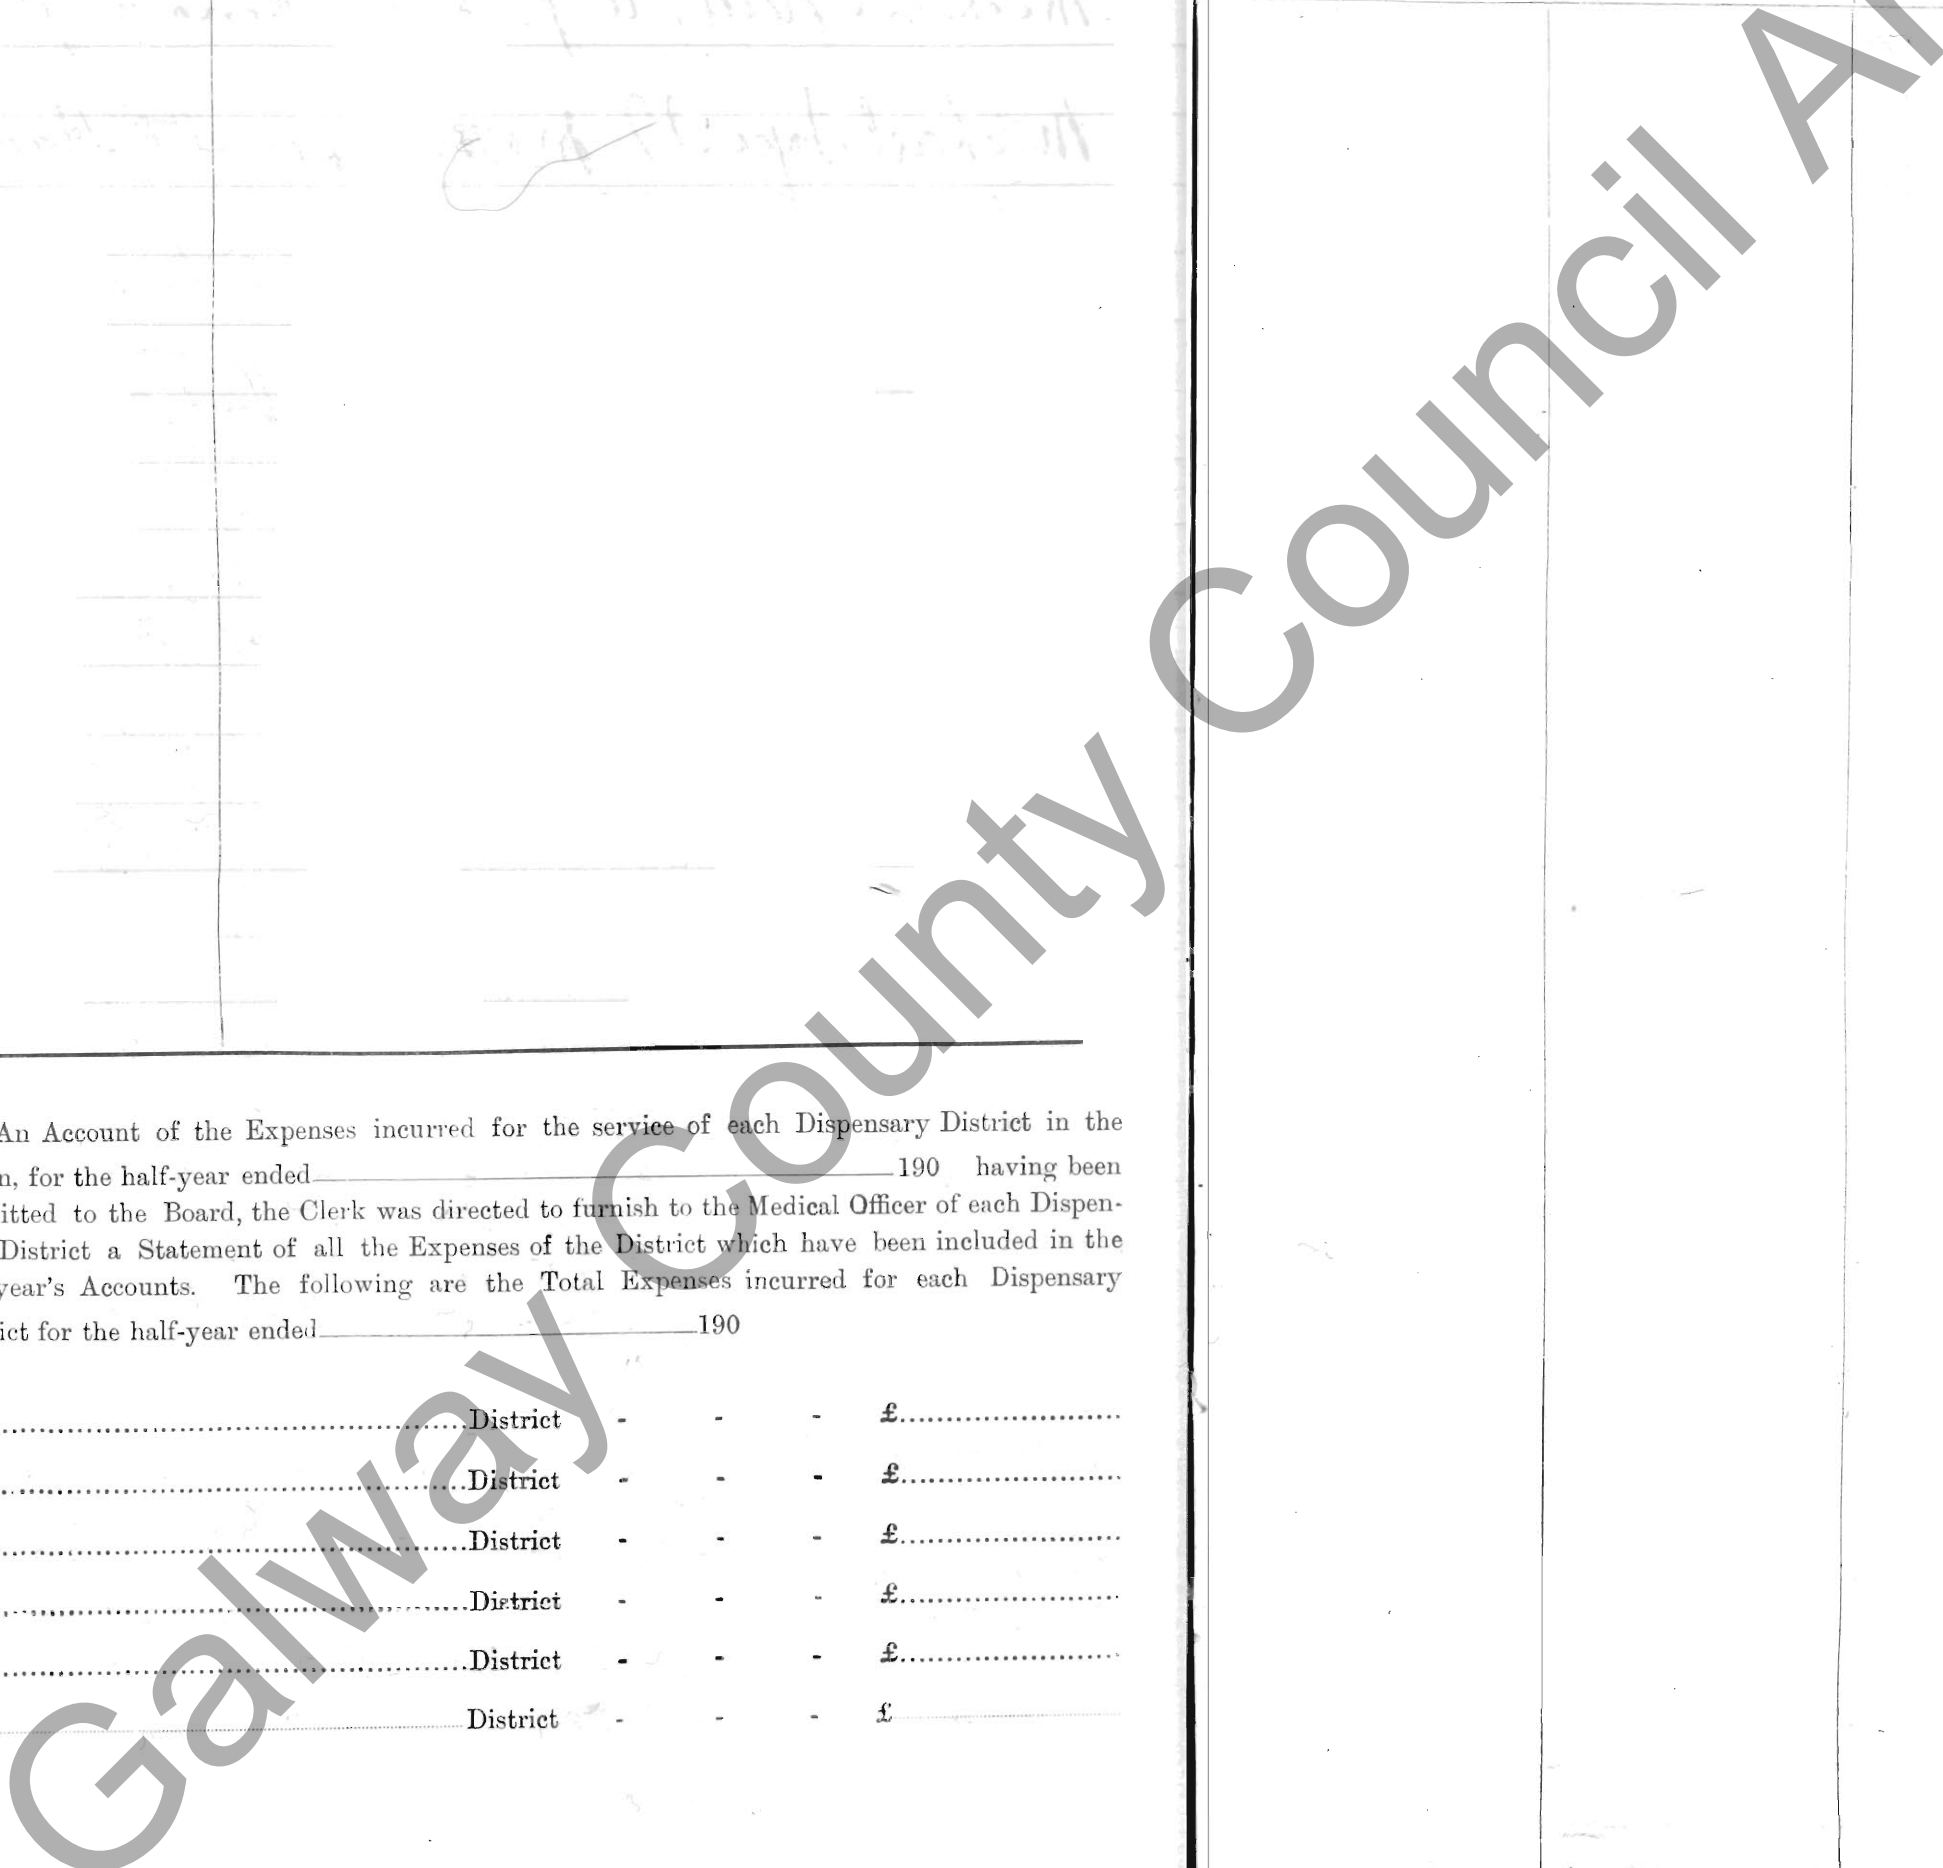 An Account of the Expenses incurred for the service of each Dispensary District in the
n, for the half-year ended 190 having been
itted to the Board, the Clerk was directed to furnish to the Medical Officer of each Dispen-
District a Statement of all the Expenses of the District which have been included in the
year's Accounts. The following are the Total Expenses incurred for each Dispensary
ict for the half-year ended 190
District - - - £
District - - - £
District - - - £
District - - - £
District - - - £
District - - - £
Galway County Council